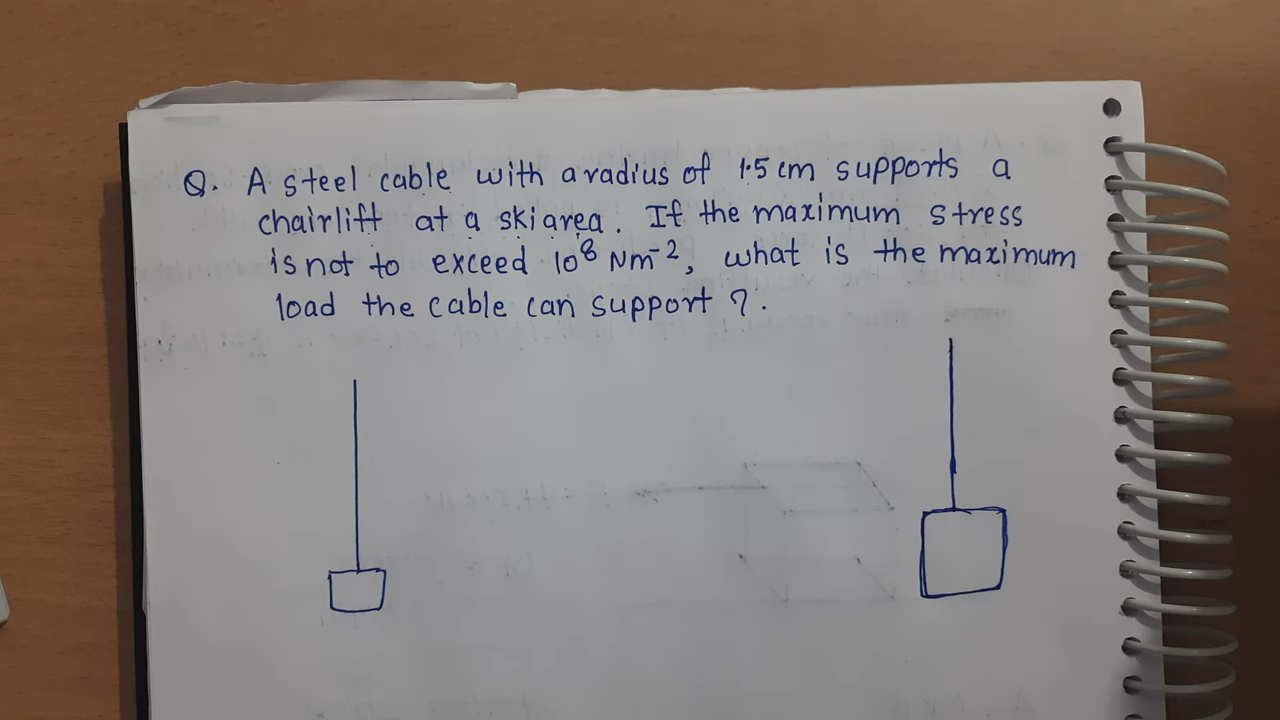 Q. A steel cable with a radius of 1.5 cm supports a
chairlift at a ski area. If the maximum stress
is not to exceed 10⁸ Nm⁻², what is the maximum
load the cable can support ?.